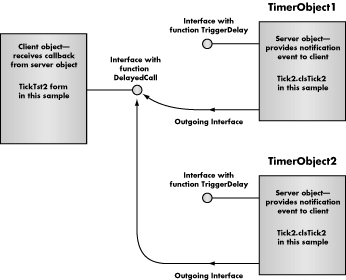 TimerObject1
Client object—
receives callback
from server object
TickTst2 form
in this sample
Interface with
function
DelayedCall
Interface with
function TriggerDelay
Server object—
provides notification
event to client
Tick2.clsTick2
in this sample
Outgoing Interface
TimerObject2
Interface with
function TriggerDelay
Server object—
provides notification
event to client
Tick2.clsTick2
in this sample
Outgoing Interface